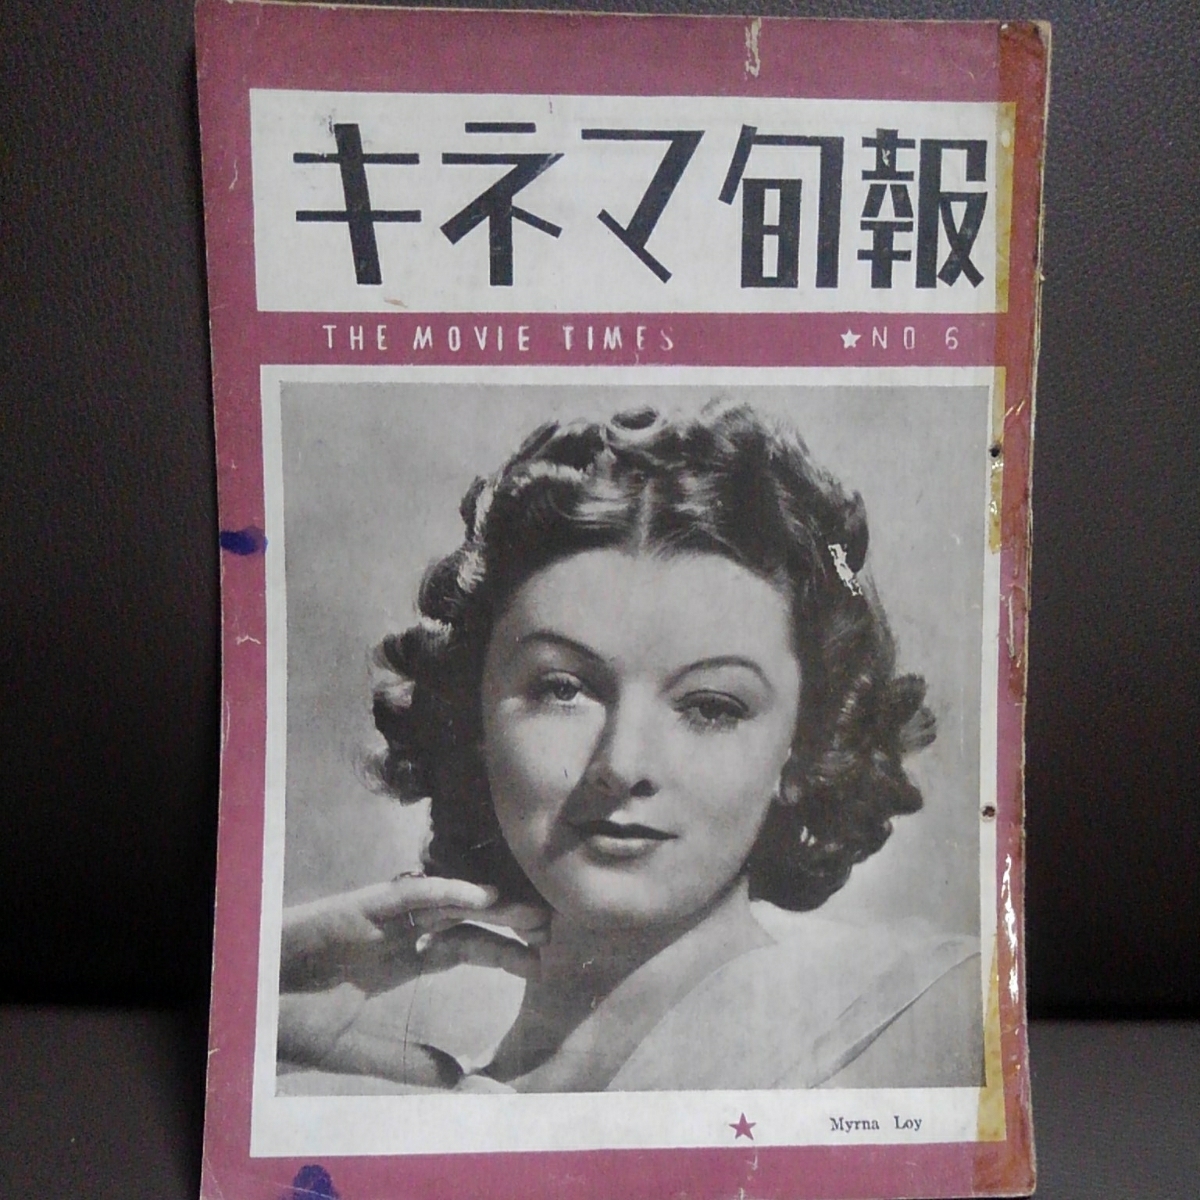 キネマ旬報
THE MOVIE TIMES ★NO 6
★ Myrna Loy